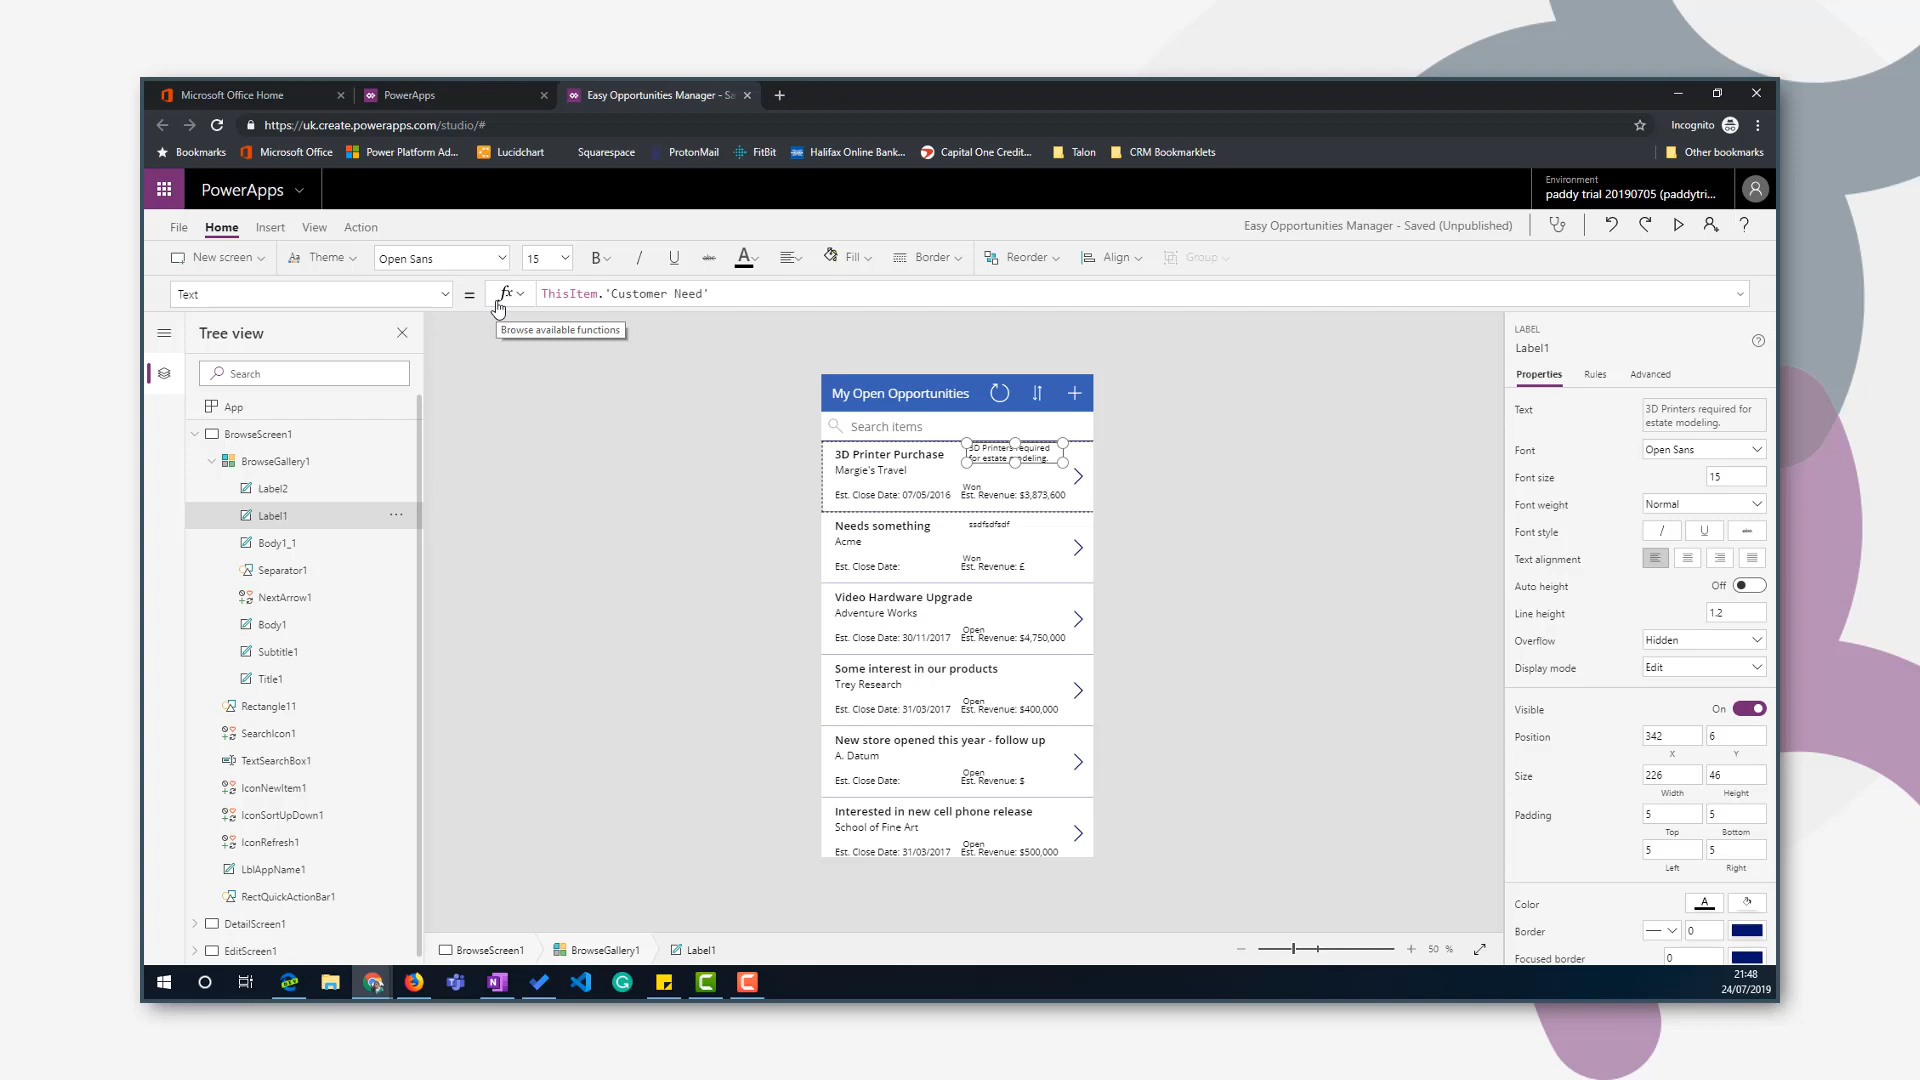 Microsoft Office Home
PowerApps
Easy Opportunities Manager - Sa
https://uk.create.powerapps.com/studio/#
Incognito
Bookmarks
Microsoft Office
Power Platform Ad...
Lucidchart
Squarespace
ProtonMail
FitBit
Halifax Online Bank...
Capital One Credit...
Talon
CRM Bookmarklets
Other bookmarks
PowerApps
Environment
paddy trial 20190705 (paddytri...
File
Home
Insert
View
Action
Easy Opportunities Manager - Saved (Unpublished)
New screen
Theme
Open Sans
15
B
Fill
Border
Reorder
Align
Group
Text
=
fx
ThisItem.'Customer Need'
Browse available functions
Tree view
Search
App
BrowseScreen1
BrowseGallery1
Label2
Label1
Body1_1
Separator1
NextArrow1
Body1
Subtitle1
Title1
Rectangle11
SearchIcon1
TextSearchBox1
IconNewItem1
IconSortUpDown1
IconRefresh1
LblAppName1
RectQuickActionBar1
DetailScreen1
EditScreen1
My Open Opportunities
Search items
3D Printer Purchase
3D Printers required
for estate modeling.
Margie's Travel
Won
Est. Close Date: 07/05/2016
Est. Revenue: $3,873,600
Needs something
ssdfsdfsdf
Acme
Won
Est. Close Date:
Est. Revenue: £
Video Hardware Upgrade
Adventure Works
Open
Est. Close Date: 30/11/2017
Est. Revenue: $4,750,000
Some interest in our products
Trey Research
Open
Est. Close Date: 31/03/2017
Est. Revenue: $400,000
New store opened this year - follow up
A. Datum
Open
Est. Close Date:
Est. Revenue: $
Interested in new cell phone release
School of Fine Art
Open
Est. Close Date: 31/03/2017
Est. Revenue: $500,000
BrowseScreen1
BrowseGallery1
Label1
50 %
LABEL
Label1
Properties
Rules
Advanced
Text
3D Printers required for
estate modeling.
Font
Open Sans
Font size
15
Font weight
Normal
Font style
Text alignment
Auto height
Off
Line height
1.2
Overflow
Hidden
Display mode
Edit
Visible
On
Position
342
6
X
Y
Size
226
46
Width
Height
Padding
5
5
Top
Bottom
5
5
Left
Right
Color
Border
0
Focused border
0
21:48
24/07/2019